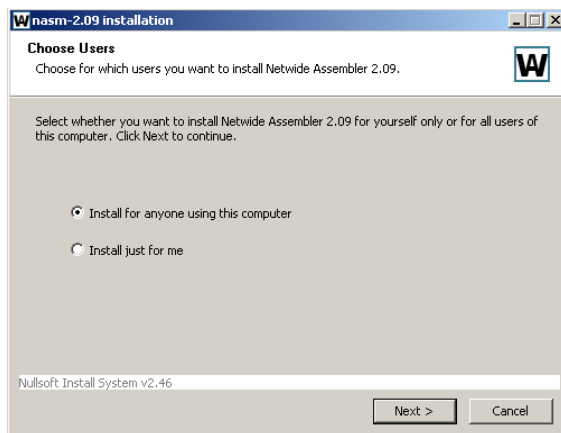 nasm-2.09 installation
Choose Users
Choose for which users you want to install Netwide Assembler 2.09.
Select whether you want to install Netwide Assembler 2.09 for yourself only or for all users of
this computer. Click Next to continue.
Install for anyone using this computer
Install just for me
Nullsoft Install System v2.46
Next >
Cancel